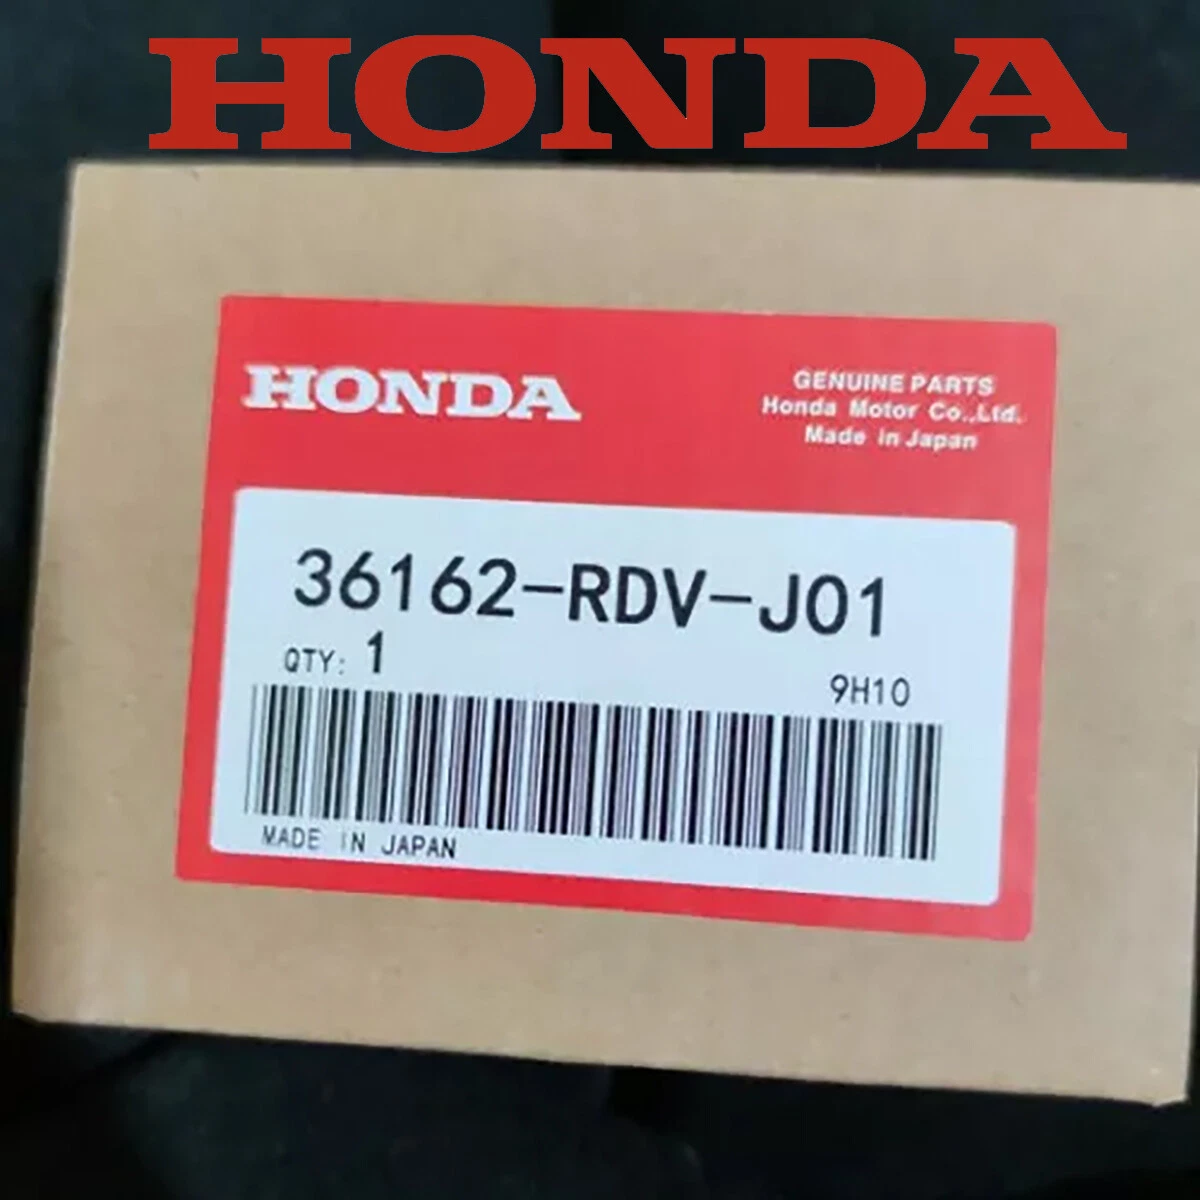 HONDA
HONDA
GENUINE PARTS
Honda Motor Co.,Ltd.
Made in Japan
36162-RDV-J01
QTY: 1
9H10
MADE IN JAPAN